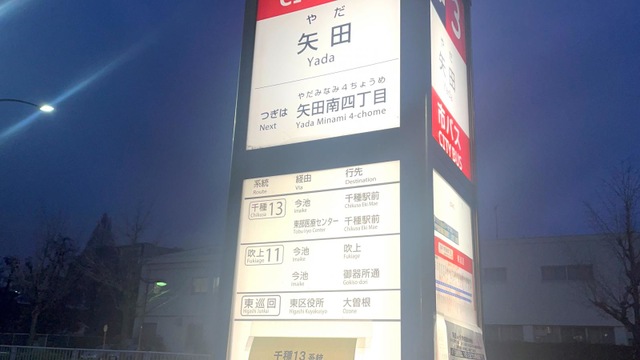 やだ
矢田
Yada
つぎは
Next
やだみなみ4ちょうめ
矢田南四丁目
Yada Minami 4-chome
系統 経由 行先
Route Via Destination
千種13 今池 千種駅前
Chikusa Imaike Chikusa Eki Mae
東部医療センター 千種駅前
Chikusa Eki Mae
吹上11 今池 吹上
Fukiage Imaike Fukiage
今池 御器所通
Imaike Gokiso-dori
東巡回 東区役所 大曽根
Higashi Junkai Higashi Kuyakusho Ozone
千種13系統
3
やだ
矢田
市バス
CITY BUS